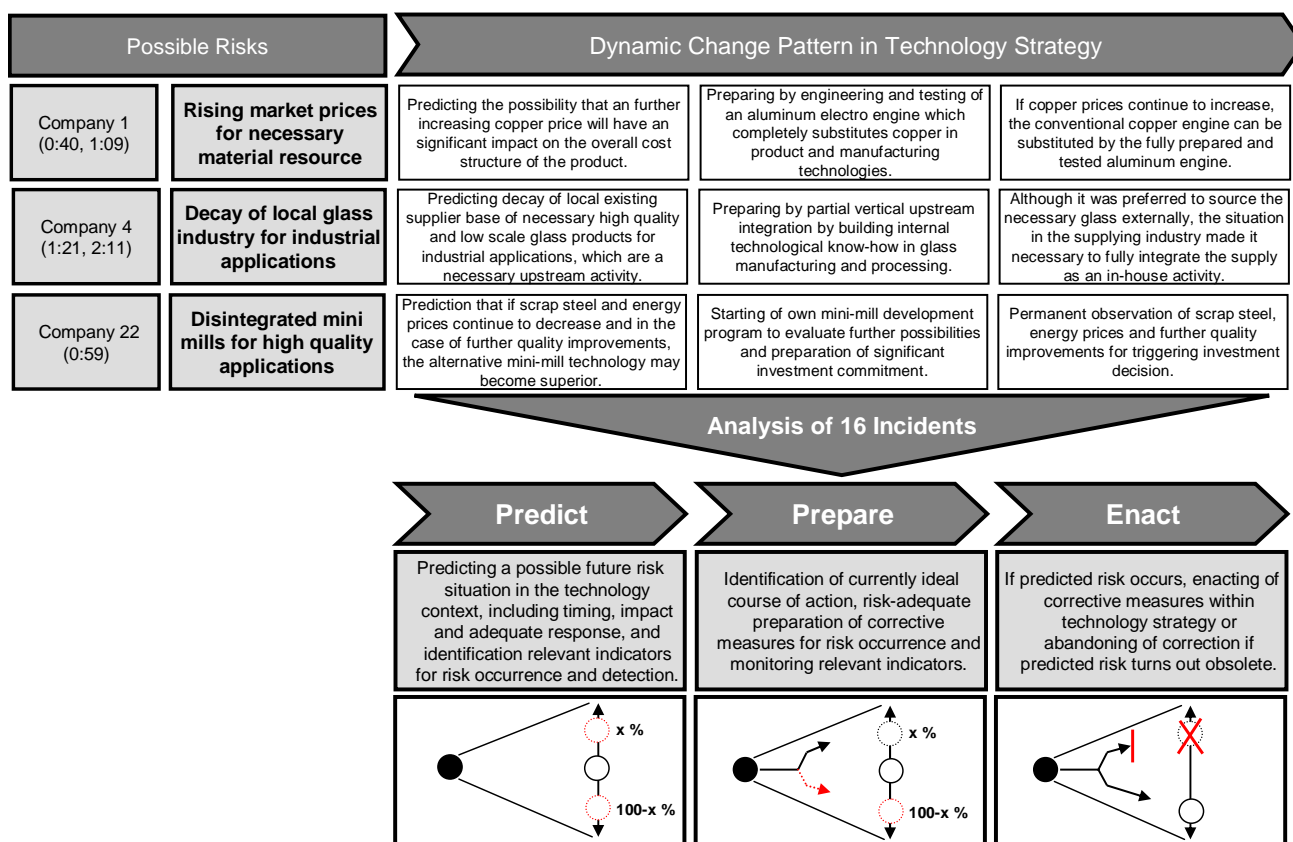 Possible Risks
Dynamic Change Pattern in Technology Strategy
Company 1
(0:40, 1:09)
Rising market prices
for necessary
material resource
Predicting the possibility that an further
increasing copper price will have an
significant impact on the overall cost
structure of the product.
Preparing by engineering and testing of
an aluminum electro engine which
completely substitutes copper in
product and manufacturing
technologies.
If copper prices continue to increase,
the conventional copper engine can be
substituted by the fully prepared and
tested aluminum engine.
Company 4
(1:21, 2:11)
Decay of local glass
industry for industrial
applications
Predicting decay of local existing
supplier base of necessary high quality
and low scale glass products for
industrial applications, which are a
necessary upstream activity.
Preparing by partial vertical upstream
integration by building internal
technological know-how in glass
manufacturing and processing.
Although it was preferred to source the
necessary glass externally, the situation
in the supplying industry made it
necessary to fully integrate the supply
as an in-house activity.
Company 22
(0:59)
Disintegrated mini
mills for high quality
applications
Prediction that if scrap steel and energy
prices continue to decrease and in the
case of further quality improvements,
the alternative mini-mill technology may
become superior.
Starting of own mini-mill development
program to evaluate further possibilities
and preparation of significant
investment commitment.
Permanent observation of scrap steel,
energy prices and further quality
improvements for triggering investment
decision.
Analysis of 16 Incidents
Predict
Prepare
Enact
Predicting a possible future risk
situation in the technology
context, including timing, impact
and adequate response, and
identification relevant indicators
for risk occurrence and detection.
Identification of currently ideal
course of action, risk-adequate
preparation of corrective
measures for risk occurrence and
monitoring relevant indicators.
If predicted risk occurs, enacting of
corrective measures within
technology strategy or
abandoning of correction if
predicted risk turns out obsolete.
x %
100-x %
x %
100-x %